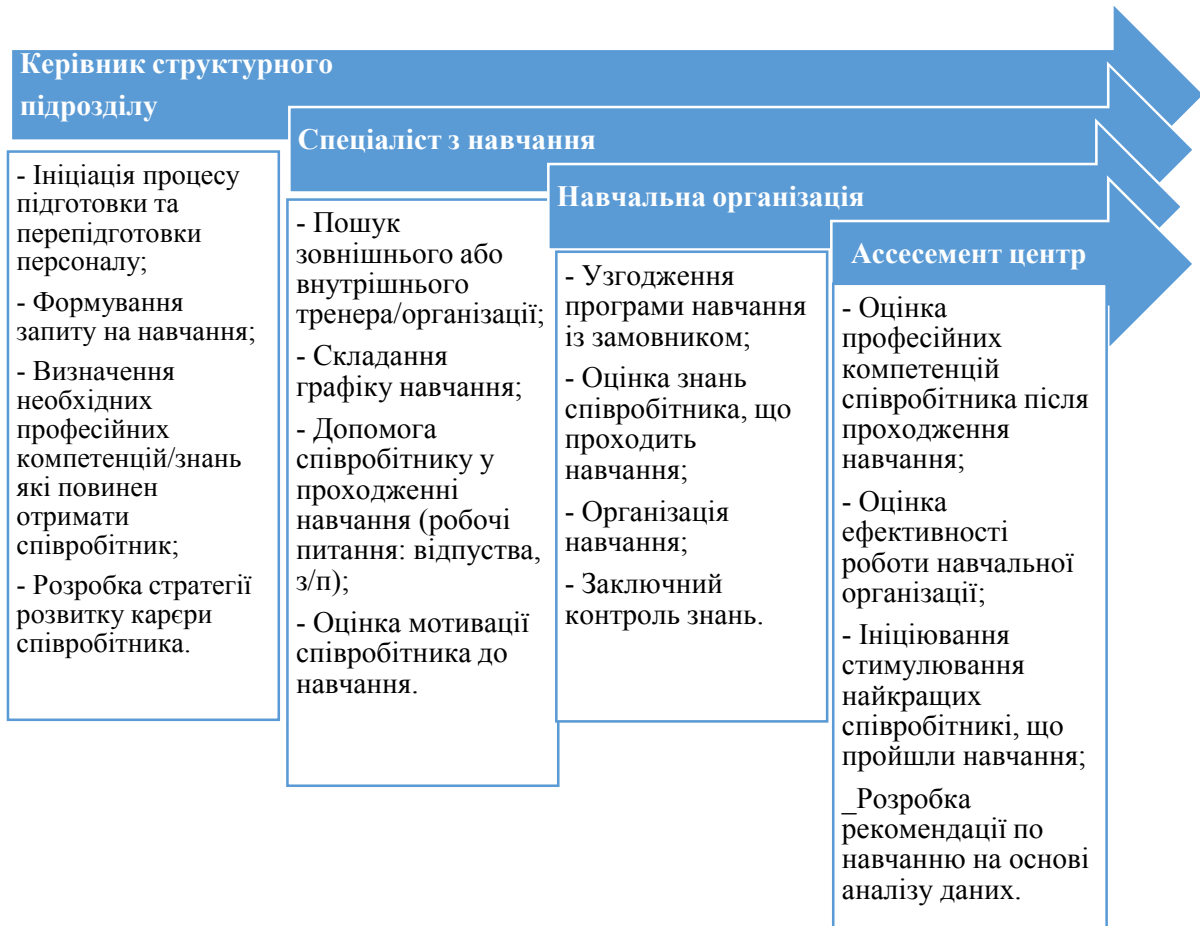 Керівник структурного
підрозділу
- Ініціація процесу
підготовки та
перепідготовки
персоналу;
- Формування
запиту на навчання;
- Визначення
необхідних
професійних
компетенцій/знань
які повинен
отримати
співробітник;
- Розробка стратегії
розвитку карєри
співробітника.
Спеціаліст з навчання
- Пошук
зовнішнього або
внутрішнього
тренера/організації;
- Складання
графіку навчання;
- Допомога
співробітнику у
проходженні
навчання (робочі
питання: відпуства,
з/п);
- Оцінка мотивації
співробітника до
навчання.
Навчальна організація
- Узгодження
програми навчання
із замовником;
- Оцінка знань
співробітника, що
проходить
навчання;
- Організація
навчання;
- Заключний
контроль знань.
Ассесемент центр
- Оцінка
професійних
компетенцій
співробітника після
проходження
навчання;
- Оцінка
ефективності
роботи навчальної
організації;
- Ініціювання
стимулювання
найкращих
співробітникі, що
пройшли навчання;
_Розробка
рекомендації по
навчанню на основі
аналізу даних.